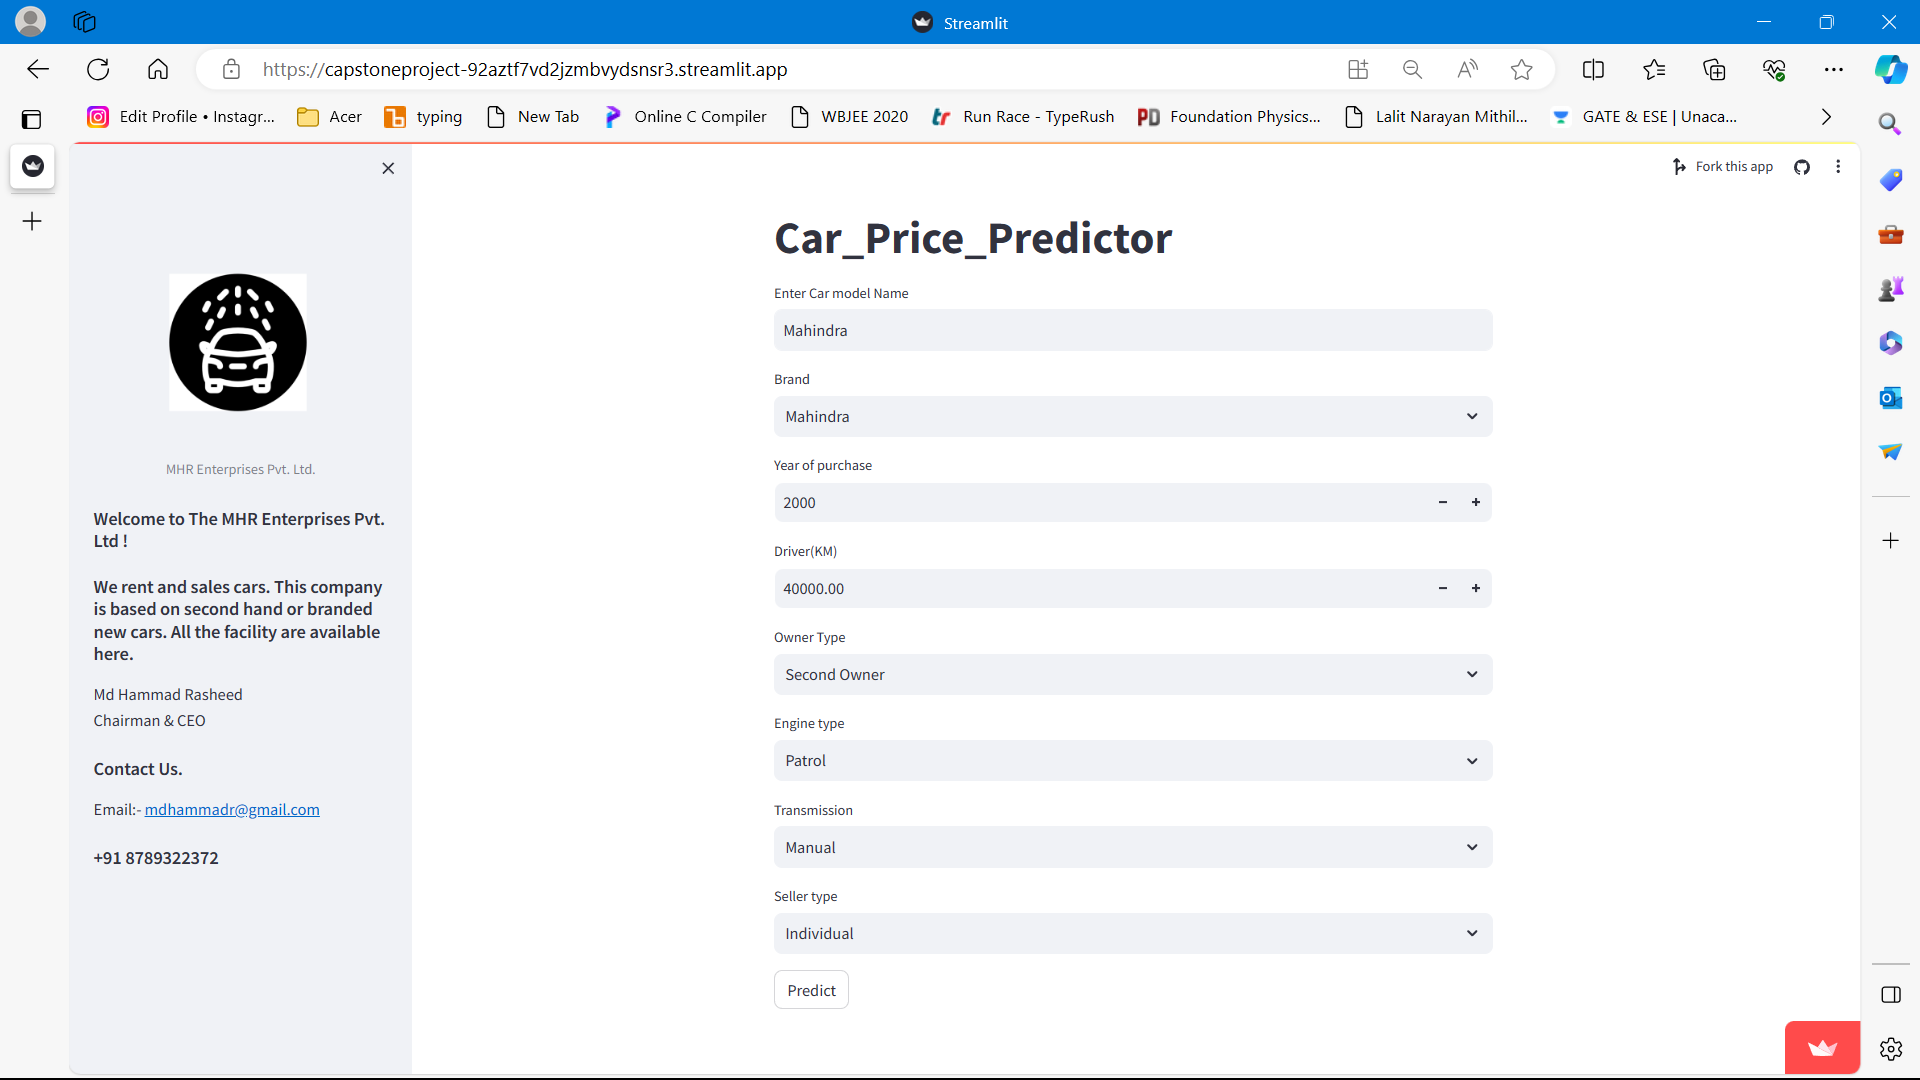 Streamlit
https://capstoneproject-92aztf7vd2jzmbvydsnsr3.streamlit.app
Edit Profile • Instagr...
Acer
typing
New Tab
Online C Compiler
WBJEE 2020
Run Race - TypeRush
Foundation Physics...
Lalit Narayan Mithil...
GATE & ESE | Unaca...
Fork this app
MHR Enterprises Pvt. Ltd.
Welcome to The MHR Enterprises Pvt.
Ltd !
We rent and sales cars. This company
is based on second hand or branded
new cars. All the facility are available
here.
Md Hammad Rasheed
Chairman & CEO
Contact Us.
Email:- mdhammadr@gmail.com
+91 8789322372
Car_Price_Predictor
Enter Car model Name
Mahindra
Brand
Mahindra
Year of purchase
2000
Driver(KM)
40000.00
Owner Type
Second Owner
Engine type
Patrol
Transmission
Manual
Seller type
Individual
Predict